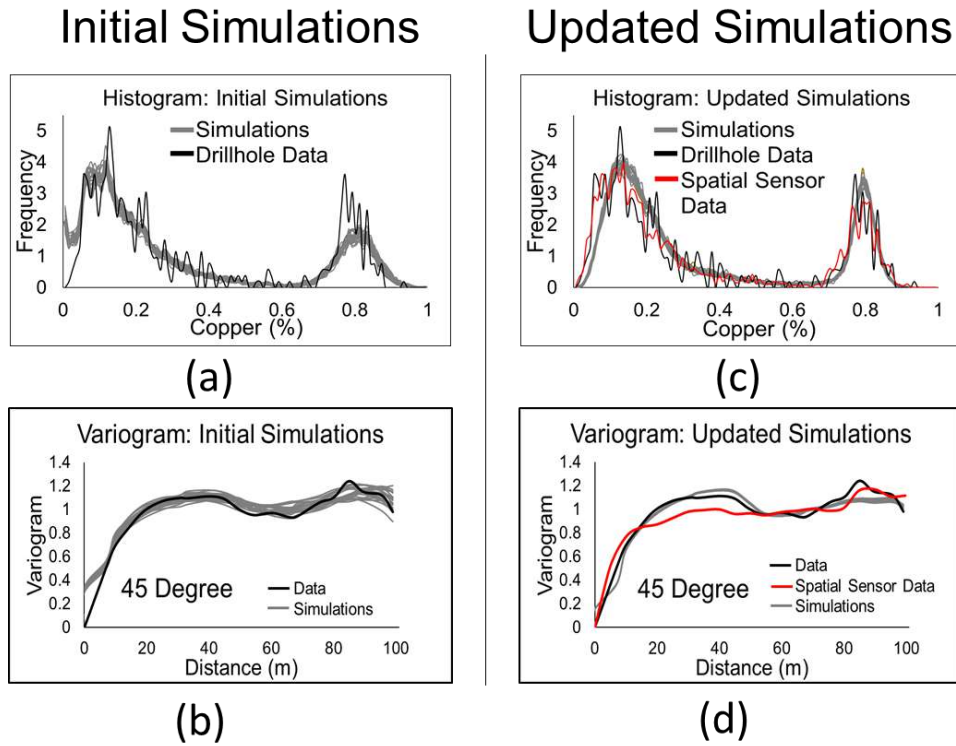 Initial Simulations
Updated Simulations
Histogram: Initial Simulations
Simulations
Drillhole Data
Frequency
5
4
3
2
1
0
0 0.2 0.4 0.6 0.8 1
Copper (%)
(a)
Histogram: Updated Simulations
Simulations
Drillhole Data
Spatial Sensor
Data
Frequency
5
4
3
2
1
0
0 0.2 0.4 0.6 0.8 1
Copper (%)
(c)
Variogram: Initial Simulations
Variogram
1.4
1.2
1
0.8
0.6
0.4
0.2
0
45 Degree
Data
Simulations
0 20 40 60 80 100
Distance (m)
(b)
Variogram: Updated Simulations
Variogram
1.4
1.2
1
0.8
0.6
0.4
0.2
0
45 Degree
Data
Spatial Sensor Data
Simulations
0 20 40 60 80 100
Distance (m)
(d)